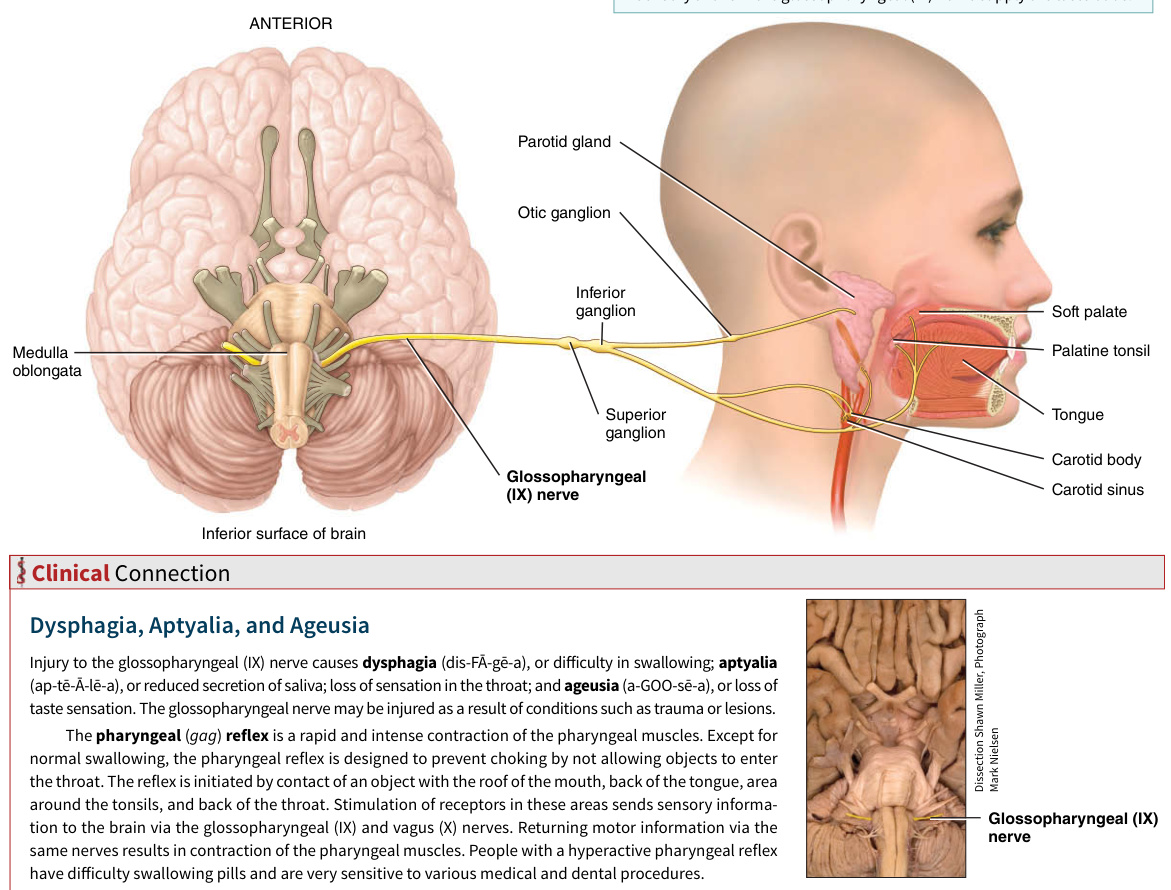 ANTERIOR
Parotid gland
Otic ganglion
Inferior
ganglion
Soft palate
Medulla
oblongata
Palatine tonsil
Superior
ganglion
Tongue
Carotid body
Glossopharyngeal
(IX) nerve
Carotid sinus
Inferior surface of brain
Clinical Connection
Dysphagia, Aptyalia, and Ageusia
Injury to the glossopharyngeal (IX) nerve causes dysphagia (dis-FĀ-gē-a), or difficulty in swallowing; aptyalia
(ap-tē-Ā-lē-a), or reduced secretion of saliva; loss of sensation in the throat; and ageusia (a-GOO-sē-a), or loss of
taste sensation. The glossopharyngeal nerve may be injured as a result of conditions such as trauma or lesions.
The pharyngeal (gag) reflex is a rapid and intense contraction of the pharyngeal muscles. Except for
normal swallowing, the pharyngeal reflex is designed to prevent choking by not allowing objects to enter
the throat. The reflex is initiated by contact of an object with the roof of the mouth, back of the tongue, area
around the tonsils, and back of the throat. Stimulation of receptors in these areas sends sensory informa-
tion to the brain via the glossopharyngeal (IX) and vagus (X) nerves. Returning motor information via the
same nerves results in contraction of the pharyngeal muscles. People with a hyperactive pharyngeal reflex
have difficulty swallowing pills and are very sensitive to various medical and dental procedures.
Dissection Shawn Miller, Photograph
Mark Nielsen
Glossopharyngeal (IX)
nerve